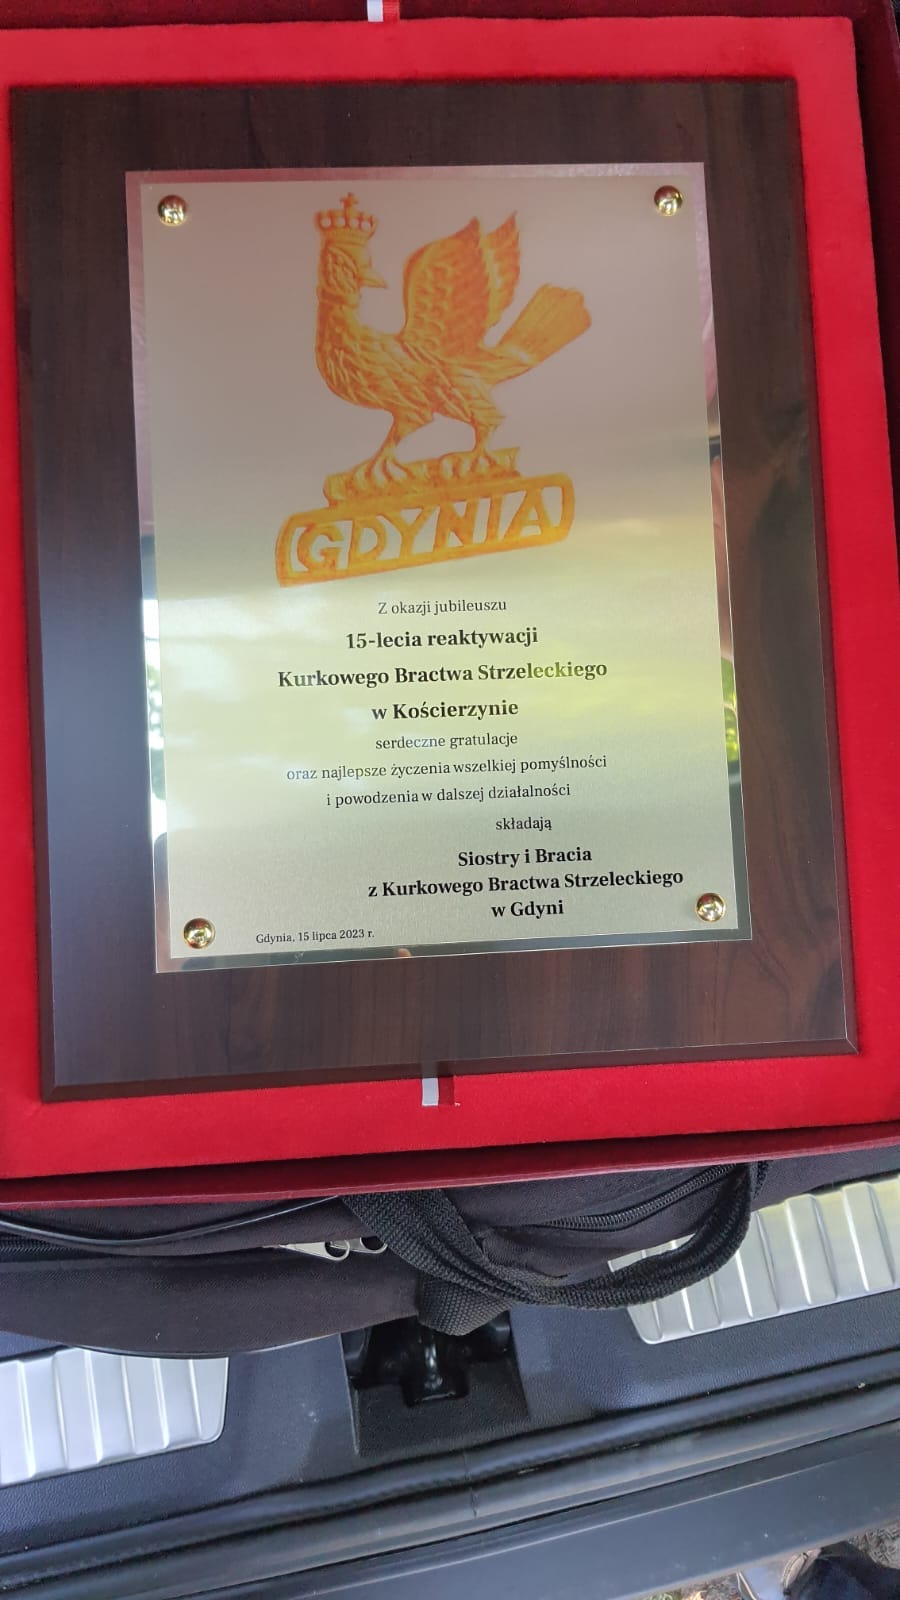 GDYNIA
Z okazji jubileuszu
15-lecia reaktywacji
Kurkowego Bractwa Strzeleckiego
w Kościerzynie
serdeczne gratulacje
oraz najlepsze życzenia wszelkiej pomyślności
i powodzenia w dalszej działalności
składają
Siostry i Bracia
z Kurkowego Bractwa Strzeleckiego
w Gdyni
Gdynia, 15 lipca 2023 r.